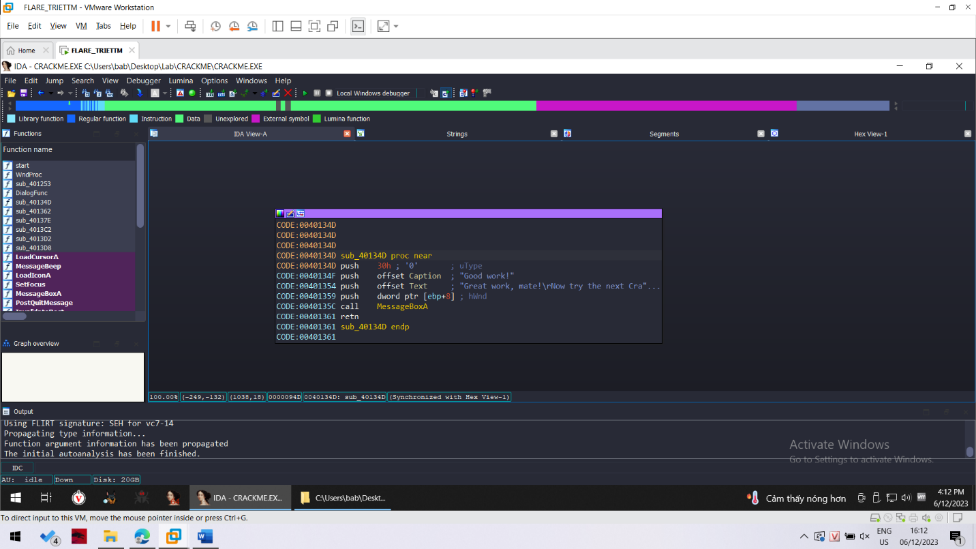 FLARE_TRIETTM - VMware Workstation
File Edit View VM Tabs Help
Home FLARE_TRIETTM
IDA - CRACKME.EXE C:\Users\bab\Desktop\Lab\CRACKME\CRACKME.EXE
File Edit Jump Search View Debugger Lumina Options Windows Help
Local Windows debugger
Library function Regular function Instruction Data Unexplored External symbol Lumina function
Functions
IDA View-A Strings Segments Hex View-1
Function name
start
WndProc
sub_401253
DialogFunc
sub_40134D
sub_401362
sub_40137E
sub_4013C2
sub_4013D2
sub_4013D8
LoadCursorA
MessageBeep
LoadIconA
SetFocus
MessageBoxA
PostQuitMessage
CODE:0040134D
CODE:0040134D
CODE:0040134D
CODE:0040134D sub_40134D proc near
CODE:0040134D push 30h ; '0' ; uType
CODE:0040134F push offset Caption ; "Good work!"
CODE:00401354 push offset Text ; "Great work, mate!\rNow try the next Cra"...
CODE:00401359 push dword ptr [ebp+8] ; hWnd
CODE:0040135C call MessageBoxA
CODE:00401361 retn
CODE:00401361 sub_40134D endp
CODE:00401361
Graph overview
100.00% (-249,-132) (1038,18) 0000094D 0040134D: sub_40134D (Synchronized with Hex View-1)
Output
Using FLIRT signature: SEH for vc7-14
Propagating type information...
Function argument information has been propagated
The initial autoanalysis has been finished.
IDC
AU: idle Down Disk: 20GB
Activate Windows
Go to Settings to activate Windows.
IDA - CRACKME.EXE... C:\Users\bab\Deskt...
Cảm thấy nóng hơn
4:12 PM
6/12/2023
To direct input to this VM, move the mouse pointer inside or press Ctrl+G.
4
ENG
US
16:12
06/12/2023
1